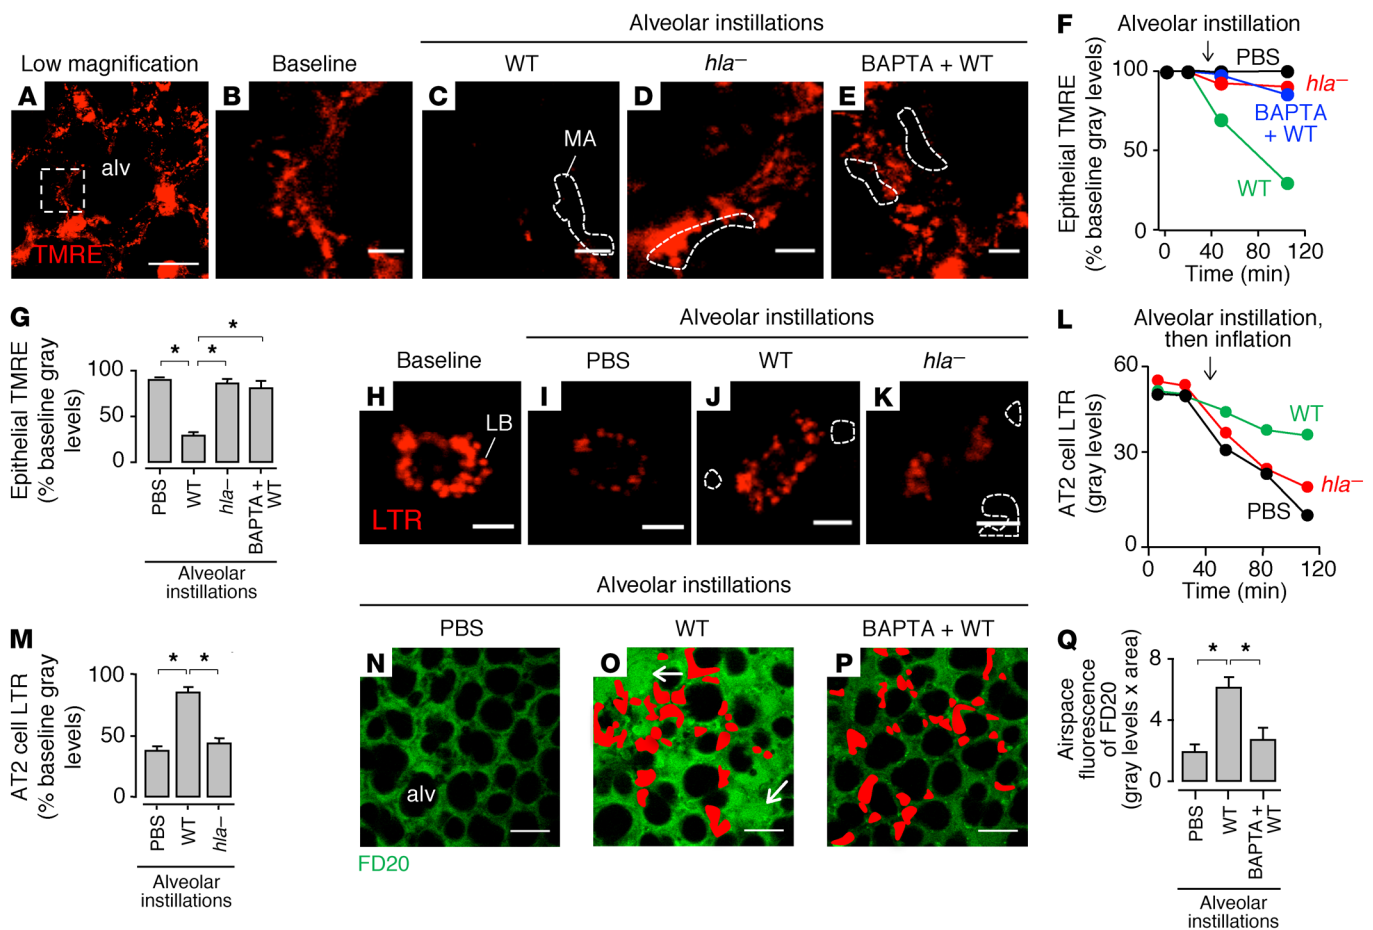 Alveolar instillations
Low magnification
Baseline
WT
hla–
BAPTA + WT
A
alv
TMRE
B
C
MA
D
E
F
Alveolar instillation
PBS
hla–
BAPTA
+ WT
WT
Epithelial TMRE
(% baseline gray levels)
100
50
0
0 40 80 120
Time (min)
G
Epithelial TMRE
(% baseline gray
levels)
100
50
0
* * *
PBS
WT
hla–
BAPTA +
WT
Alveolar
instillations
Alveolar instillations
Baseline
PBS
WT
hla–
H
LB
LTR
I
J
K
L
Alveolar instillation,
then inflation
AT2 cell LTR
(gray levels)
60
30
0
WT
hla–
PBS
0 40 80 120
Time (min)
M
AT2 cell LTR
(% baseline gray
levels)
100
50
0
* *
PBS
WT
hla–
Alveolar
instillations
Alveolar instillations
PBS
WT
BAPTA + WT
N
alv
FD20
O
P
Q
Airspace
fluorescence
of FD20
(gray levels x area)
8
4
0
* *
PBS
WT
BAPTA +
WT
Alveolar
instillations